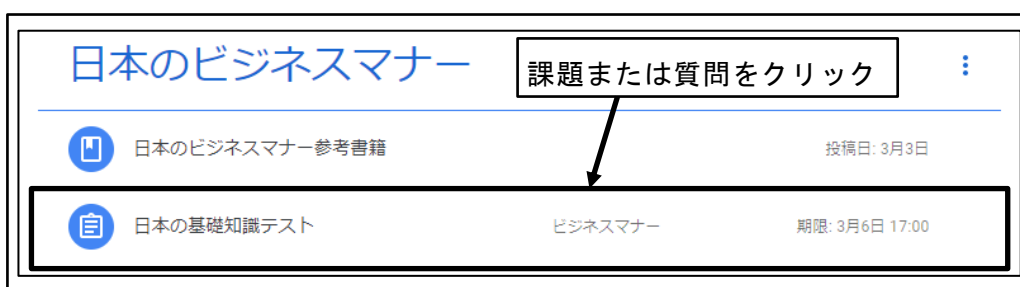 日本のビジネスマナー
課題または質問をクリック
日本のビジネスマナー参考書籍 投稿日: 3月3日
日本の基礎知識テスト ビジネスマナー 期限: 3月6日 17:00